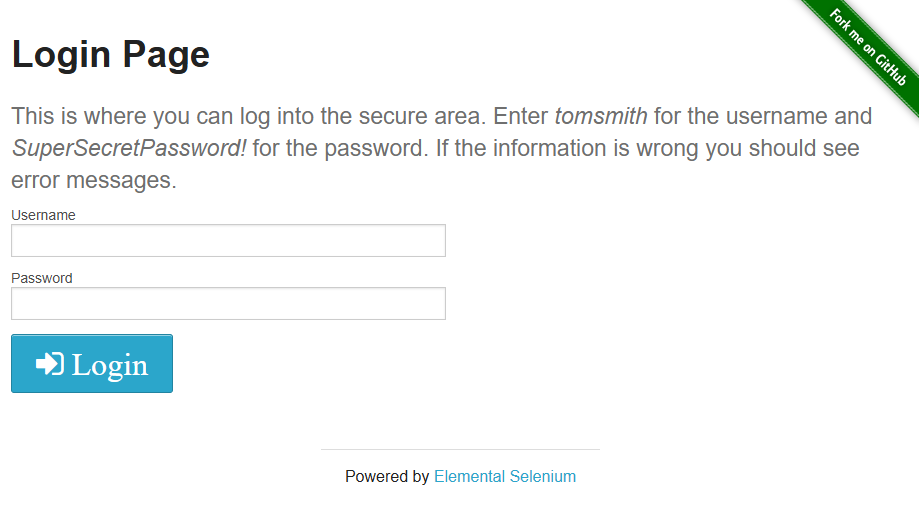 Fork me on GitHub
Login Page
This is where you can log into the secure area. Enter tomsmith for the username and
SuperSecretPassword! for the password. If the information is wrong you should see
error messages.
Username
Password
Login
Powered by Elemental Selenium